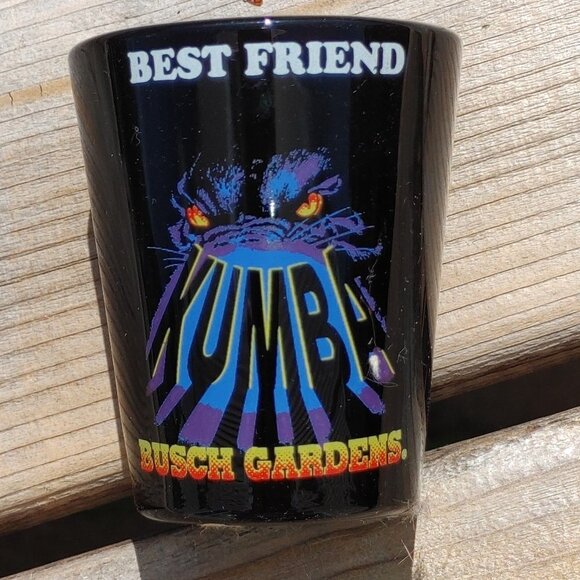 BEST FRIEND
KUMBA
BUSCH GARDENS.